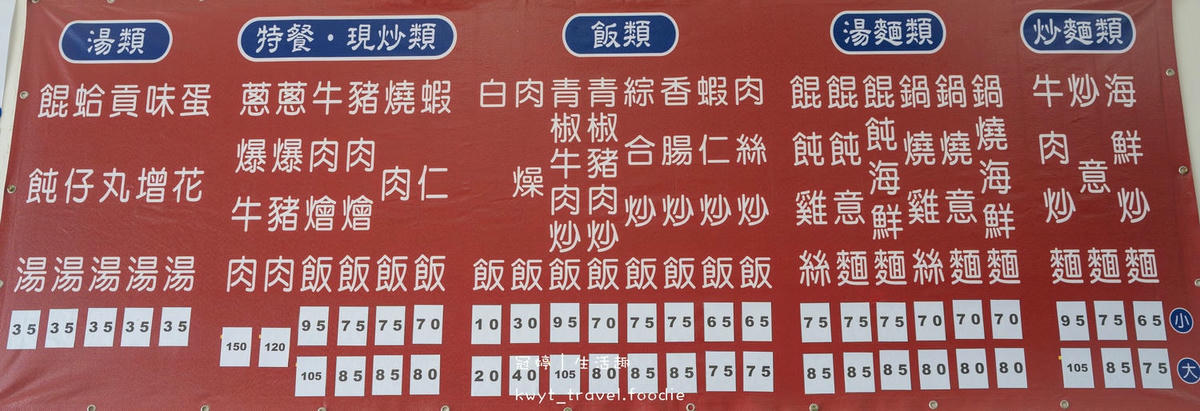 湯類
餛飩湯
蛤仔湯
貢丸湯
味增湯
蛋花湯
35 35 35 35 35
特餐・現炒類
蔥爆牛肉
蔥爆豬肉
牛肉燴飯
豬肉燴飯
燒肉飯
蝦仁飯
150 120
95 75 75 70
105 85 85 80
飯類
白飯
肉燥飯
青椒牛肉炒飯
青椒豬肉炒飯
綜合炒飯
香腸炒飯
蝦仁炒飯
肉絲炒飯
10 30 95 70 75 75 65 65
20 40 105 80 85 85 75 75
湯麵類
餛飩雞絲
餛飩意麵
餛飩海鮮麵
鍋燒雞絲
鍋燒意麵
鍋燒海鮮麵
75 75 75 70 70 70
85 85 85 80 80 80
炒麵類
牛肉炒麵
炒意麵
海鮮炒麵
95 75 65 小
105 85 75 大
冠婷｜生活趣
kwyt_travel.foodie